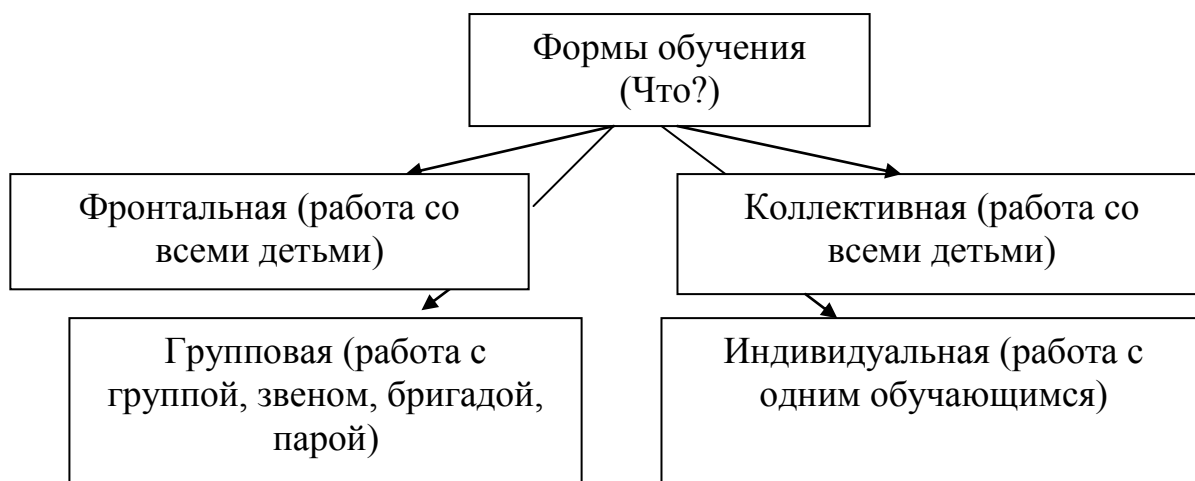 Формы обучения
(Что?)
Фронтальная (работа со
всеми детьми)
Коллективная (работа со
всеми детьми)
Групповая (работа с
группой, звеном, бригадой,
парой)
Индивидуальная (работа с
одним обучающимся)